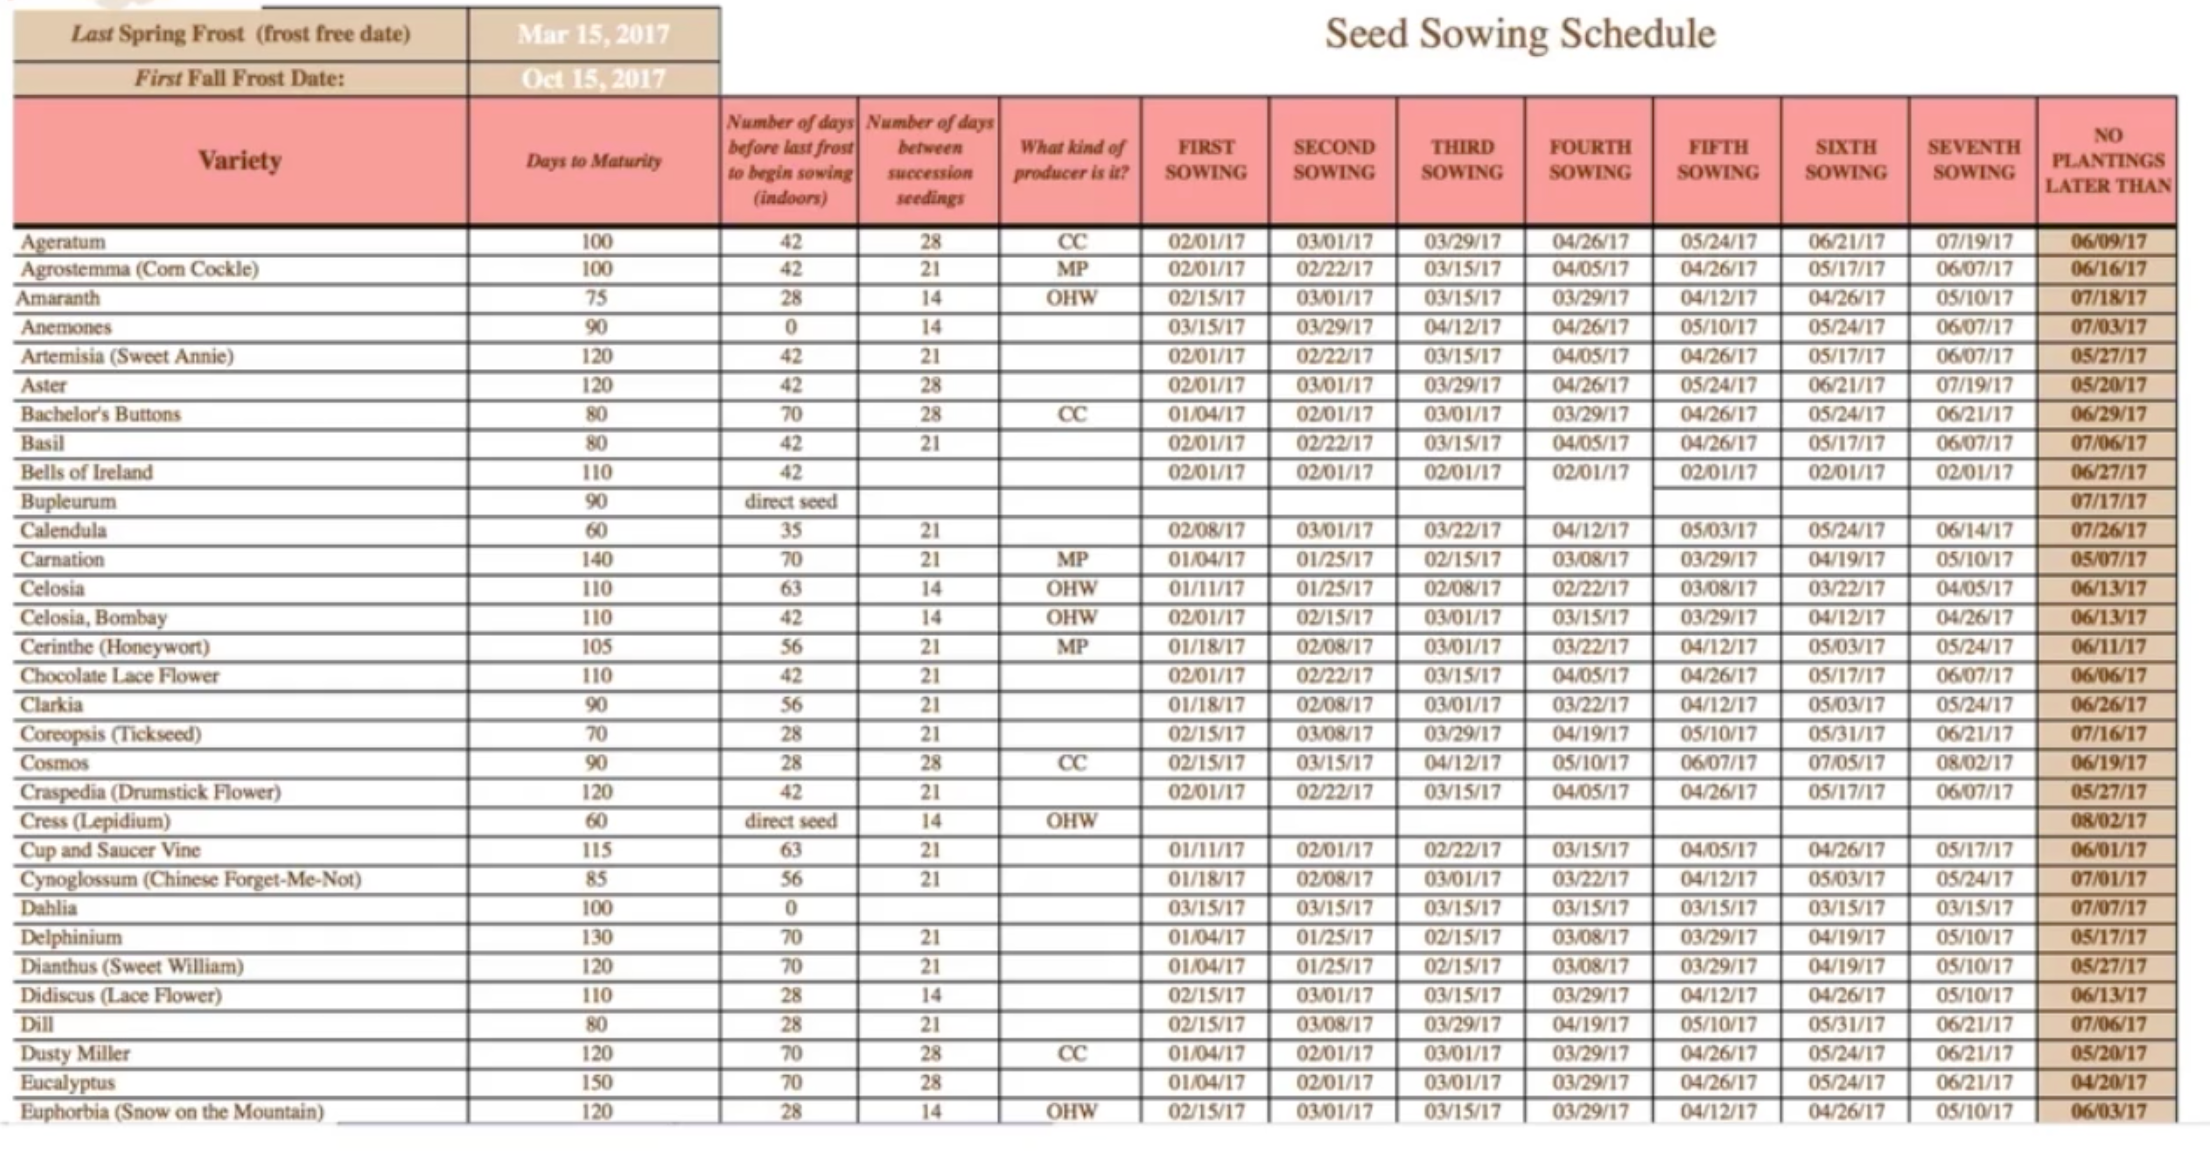 Last Spring Frost (frost free date) Mar 15, 2017
Seed Sowing Schedule
First Fall Frost Date: Oct 15, 2017
Variety Days to Maturity Number of days before last frost to begin sowing (indoors) Number of days between succession seedings What kind of producer is it? FIRST SOWING SECOND SOWING THIRD SOWING FOURTH SOWING FIFTH SOWING SIXTH SOWING SEVENTH SOWING NO PLANTINGS LATER THAN
Ageratum 100 42 28 CC 02/01/17 03/01/17 03/29/17 04/26/17 05/24/17 06/21/17 07/19/17 06/09/17
Agrostemma (Corn Cockle) 100 42 21 MP 02/01/17 02/22/17 03/15/17 04/05/17 04/26/17 05/17/17 06/07/17 06/16/17
Amaranth 75 28 14 OHW 02/15/17 03/01/17 03/15/17 03/29/17 04/12/17 04/26/17 05/10/17 07/18/17
Anemones 90 0 14 03/15/17 03/29/17 04/12/17 04/26/17 05/10/17 05/24/17 06/07/17 07/03/17
Artemisia (Sweet Annie) 120 42 21 02/01/17 02/22/17 03/15/17 04/05/17 04/26/17 05/17/17 06/07/17 05/27/17
Aster 120 42 28 02/01/17 03/01/17 03/29/17 04/26/17 05/24/17 06/21/17 07/19/17 05/20/17
Bachelor's Buttons 80 70 28 CC 01/04/17 02/01/17 03/01/17 03/29/17 04/26/17 05/24/17 06/21/17 06/29/17
Basil 80 42 21 02/01/17 02/22/17 03/15/17 04/05/17 04/26/17 05/17/17 06/07/17 07/06/17
Bells of Ireland 110 42 02/01/17 02/01/17 02/01/17 02/01/17 02/01/17 02/01/17 02/01/17 06/27/17
Bupleurum 90 direct seed 07/17/17
Calendula 60 35 21 02/08/17 03/01/17 03/22/17 04/12/17 05/03/17 05/24/17 06/14/17 07/26/17
Carnation 140 70 21 MP 01/04/17 01/25/17 02/15/17 03/08/17 03/29/17 04/19/17 05/10/17 05/07/17
Celosia 110 63 14 OHW 01/11/17 01/25/17 02/08/17 02/22/17 03/08/17 03/22/17 04/05/17 06/13/17
Celosia, Bombay 110 42 14 OHW 02/01/17 02/15/17 03/01/17 03/15/17 03/29/17 04/12/17 04/26/17 06/13/17
Cerinthe (Honeywort) 105 56 21 MP 01/18/17 02/08/17 03/01/17 03/22/17 04/12/17 05/03/17 05/24/17 06/11/17
Chocolate Lace Flower 110 42 21 02/01/17 02/22/17 03/15/17 04/05/17 04/26/17 05/17/17 06/07/17 06/06/17
Clarkia 90 56 21 01/18/17 02/08/17 03/01/17 03/22/17 04/12/17 05/03/17 05/24/17 06/26/17
Coreopsis (Tickseed) 70 28 21 02/15/17 03/08/17 03/29/17 04/19/17 05/10/17 05/31/17 06/21/17 07/16/17
Cosmos 90 28 28 CC 02/15/17 03/15/17 04/12/17 05/10/17 06/07/17 07/05/17 08/02/17 06/19/17
Craspedia (Drumstick Flower) 120 42 21 02/01/17 02/22/17 03/15/17 04/05/17 04/26/17 05/17/17 06/07/17 05/27/17
Cress (Lepidium) 60 direct seed 14 OHW 08/02/17
Cup and Saucer Vine 115 63 21 01/11/17 02/01/17 02/22/17 03/15/17 04/05/17 04/26/17 05/17/17 06/01/17
Cynoglossum (Chinese Forget-Me-Not) 85 56 21 01/18/17 02/08/17 03/01/17 03/22/17 04/12/17 05/03/17 05/24/17 07/01/17
Dahlia 100 0 03/15/17 03/15/17 03/15/17 03/15/17 03/15/17 03/15/17 03/15/17 07/07/17
Delphinium 130 70 21 01/04/17 01/25/17 02/15/17 03/08/17 03/29/17 04/19/17 05/10/17 05/17/17
Dianthus (Sweet William) 120 70 21 01/04/17 01/25/17 02/15/17 03/08/17 03/29/17 04/19/17 05/10/17 05/27/17
Didiscus (Lace Flower) 110 28 14 02/15/17 03/01/17 03/15/17 03/29/17 04/12/17 04/26/17 05/10/17 06/13/17
Dill 80 28 21 02/15/17 03/08/17 03/29/17 04/19/17 05/10/17 05/31/17 06/21/17 07/06/17
Dusty Miller 120 70 28 CC 01/04/17 02/01/17 03/01/17 03/29/17 04/26/17 05/24/17 06/21/17 05/20/17
Eucalyptus 150 70 28 01/04/17 02/01/17 03/01/17 03/29/17 04/26/17 05/24/17 06/21/17 04/20/17
Euphorbia (Snow on the Mountain) 120 28 14 OHW 02/15/17 03/01/17 03/15/17 03/29/17 04/12/17 04/26/17 05/10/17 06/03/17